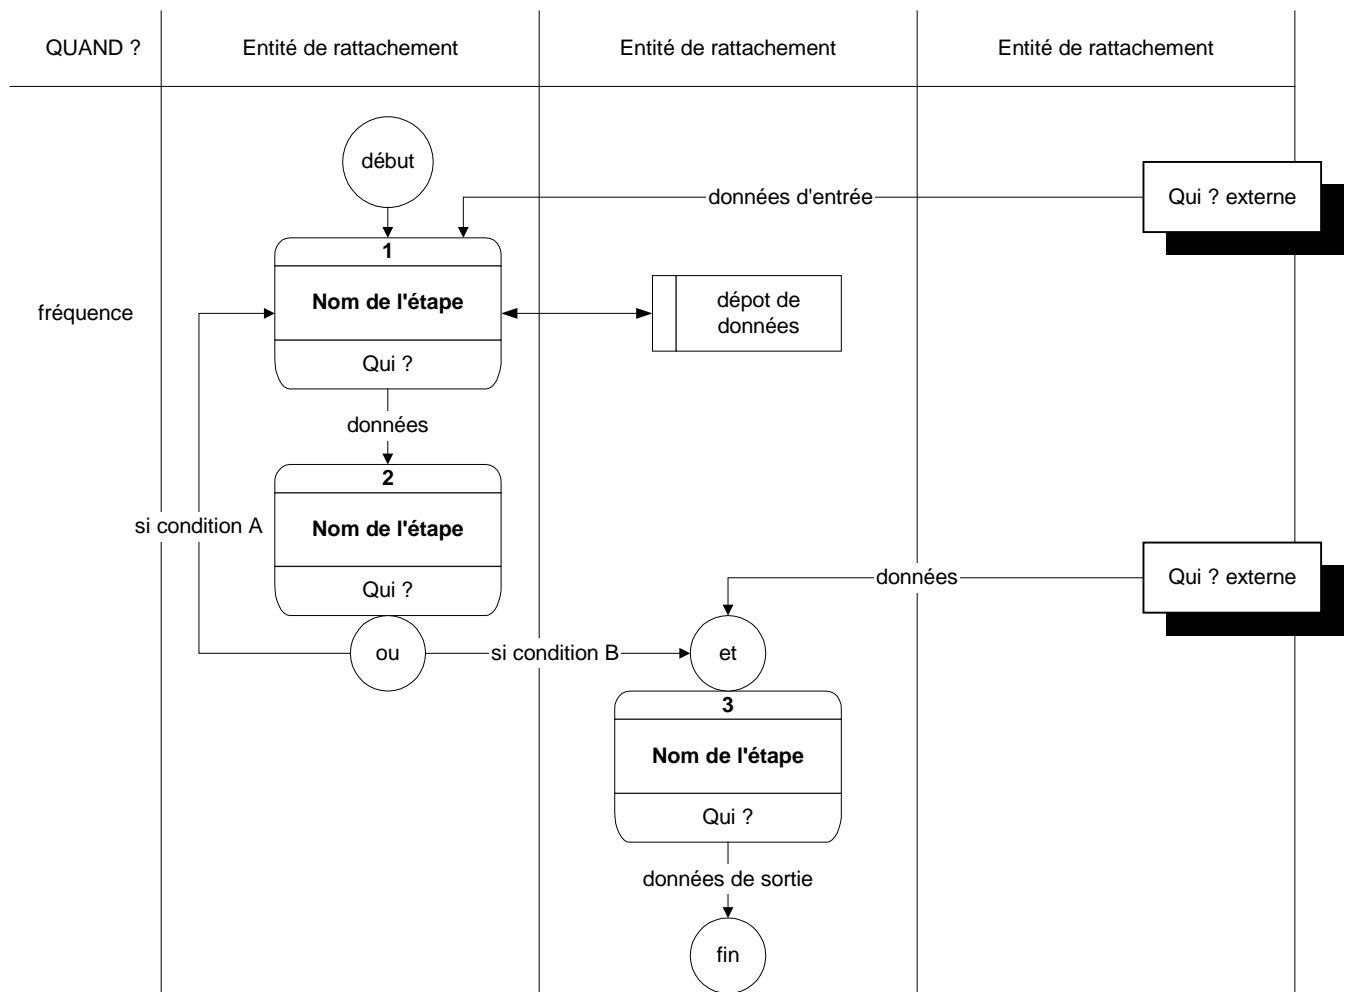 QUAND ?
Entité de rattachement
Entité de rattachement
Entité de rattachement
début
données d'entrée
Qui ? externe
1
Nom de l'étape
Qui ?
fréquence
dépot de
données
données
2
Nom de l'étape
Qui ?
si condition A
données
Qui ? externe
ou
si condition B
et
3
Nom de l'étape
Qui ?
données de sortie
fin